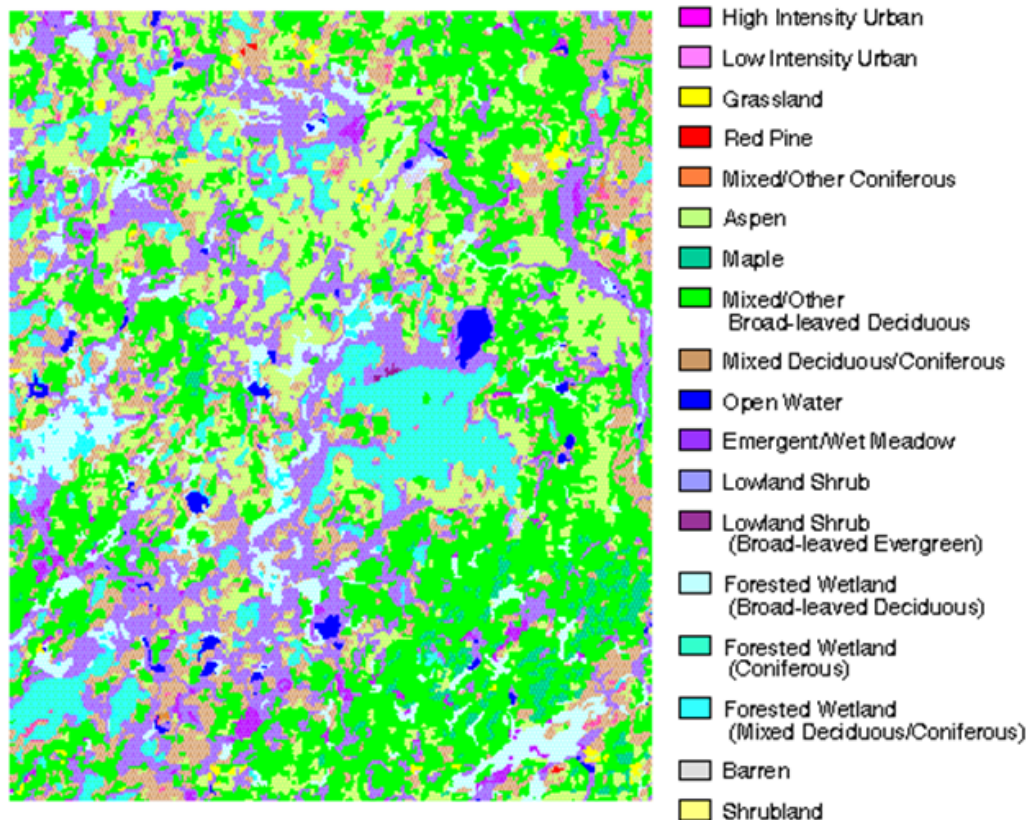 High Intensity Urban
Low Intensity Urban
Grassland
Red Pine
Mixed/Other Coniferous
Aspen
Maple
Mixed/Other
Broad-leaved Deciduous
Mixed Deciduous/Coniferous
Open Water
Emergent/Wet Meadow
Lowland Shrub
Lowland Shrub
(Broad-leaved Evergreen)
Forested Wetland
(Broad-leaved Deciduous)
Forested Wetland
(Coniferous)
Forested Wetland
(Mixed Deciduous/Coniferous)
Barren
Shrubland